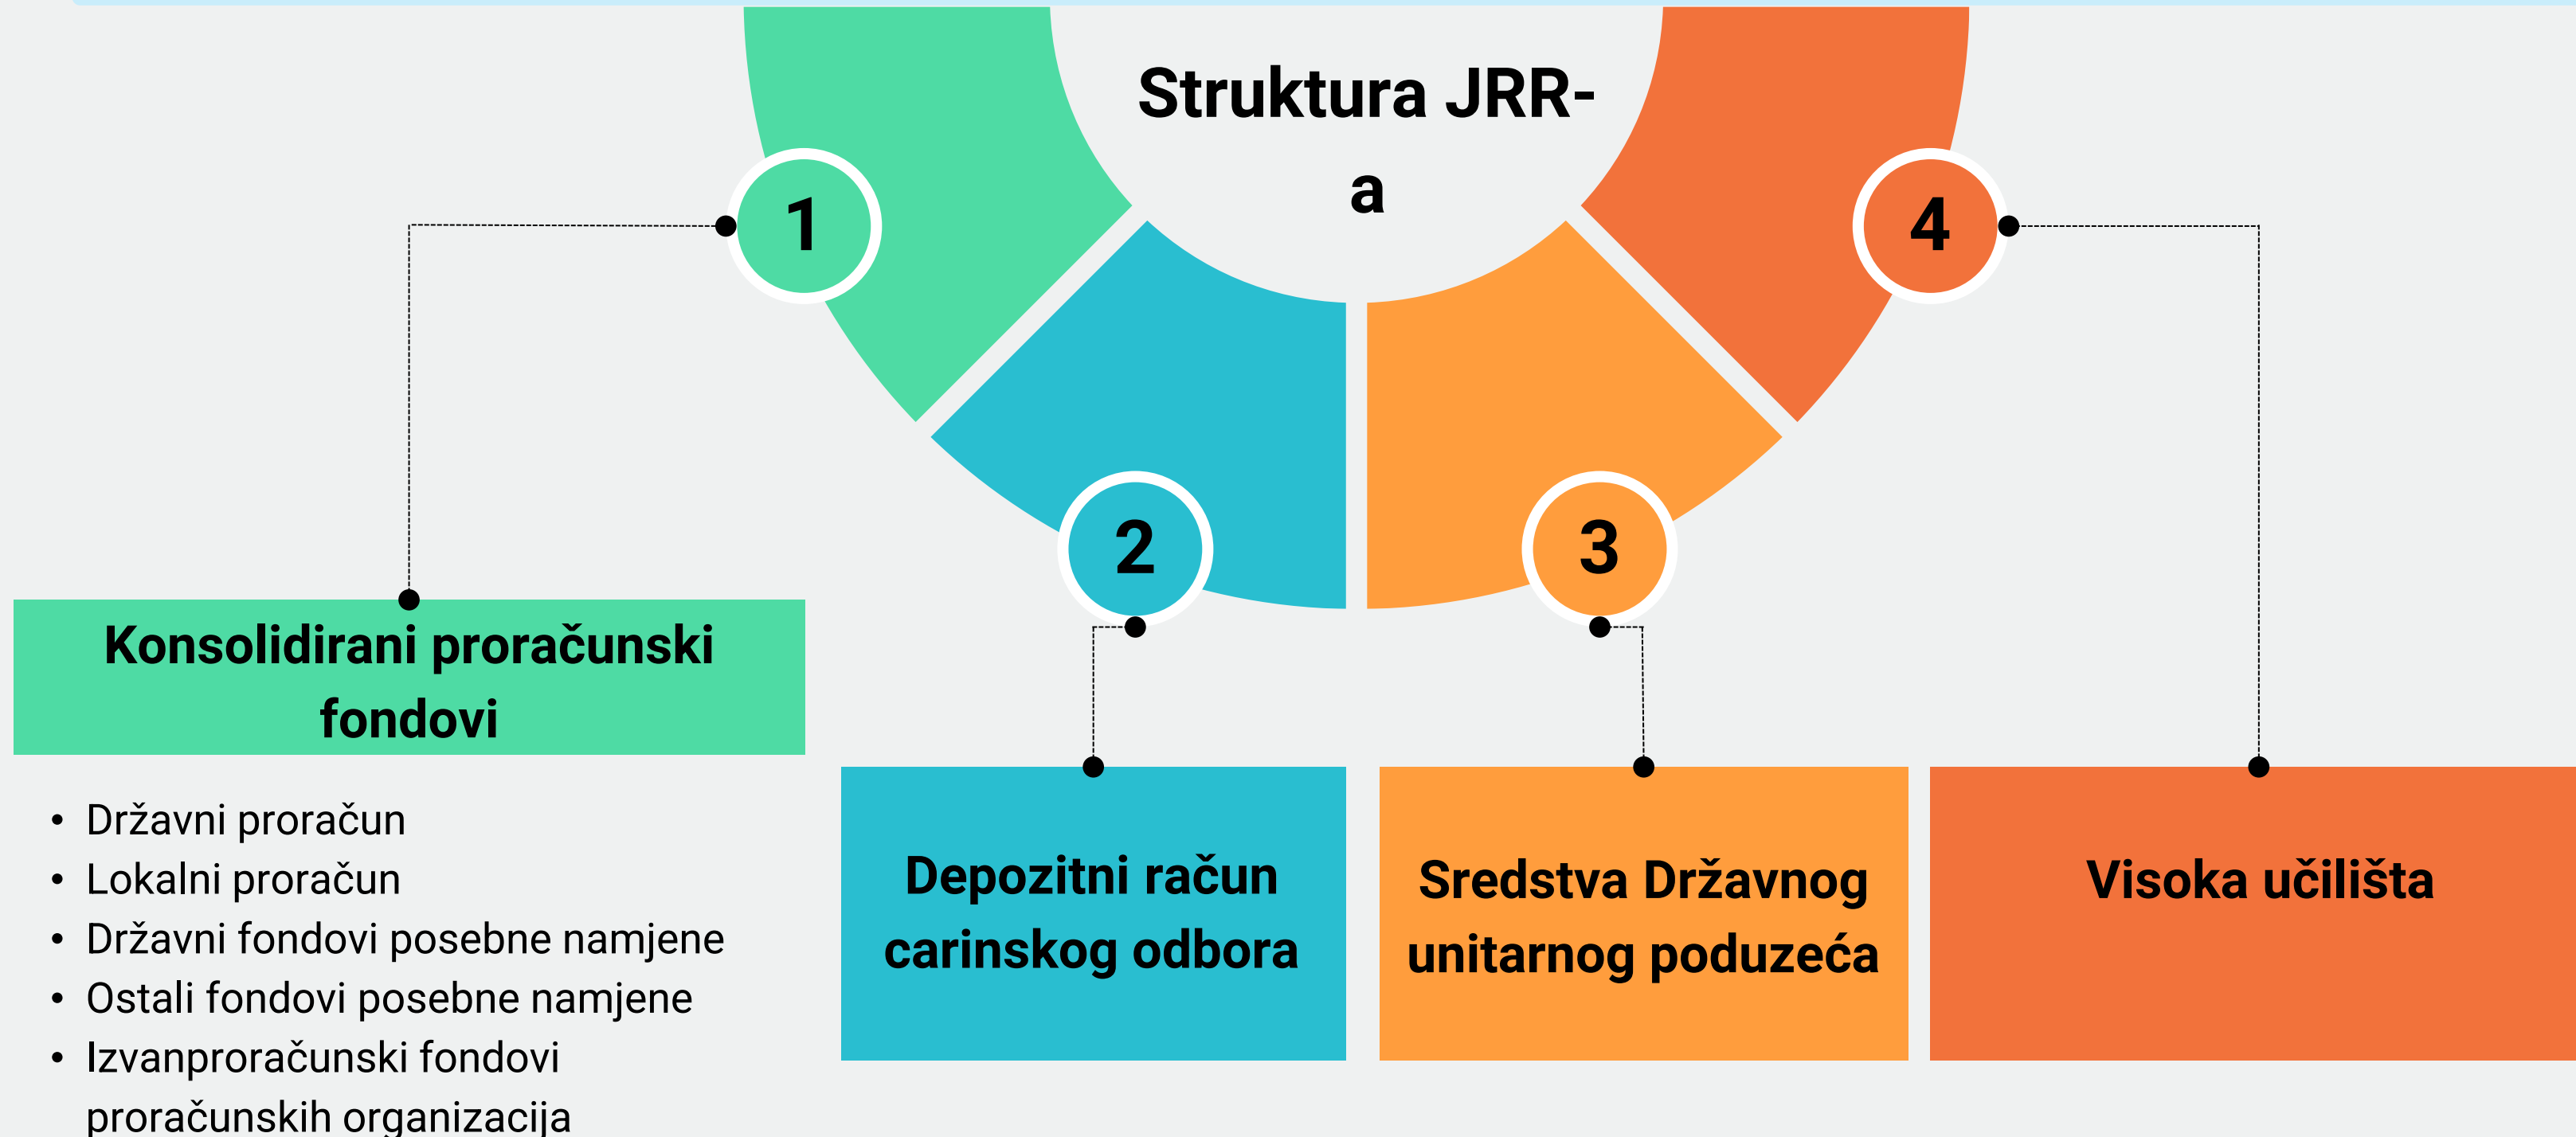 Struktura JRR-
a
1
4
2
3
Konsolidirani proračunski
fondovi
• Državni proračun
• Lokalni proračun
• Državni fondovi posebne namjene
• Ostali fondovi posebne namjene
• Izvanproračunski fondovi
proračunskih organizacija
Depozitni račun
carinskog odbora
Sredstva Državnog
unitarnog poduzeća
Visoka učilišta